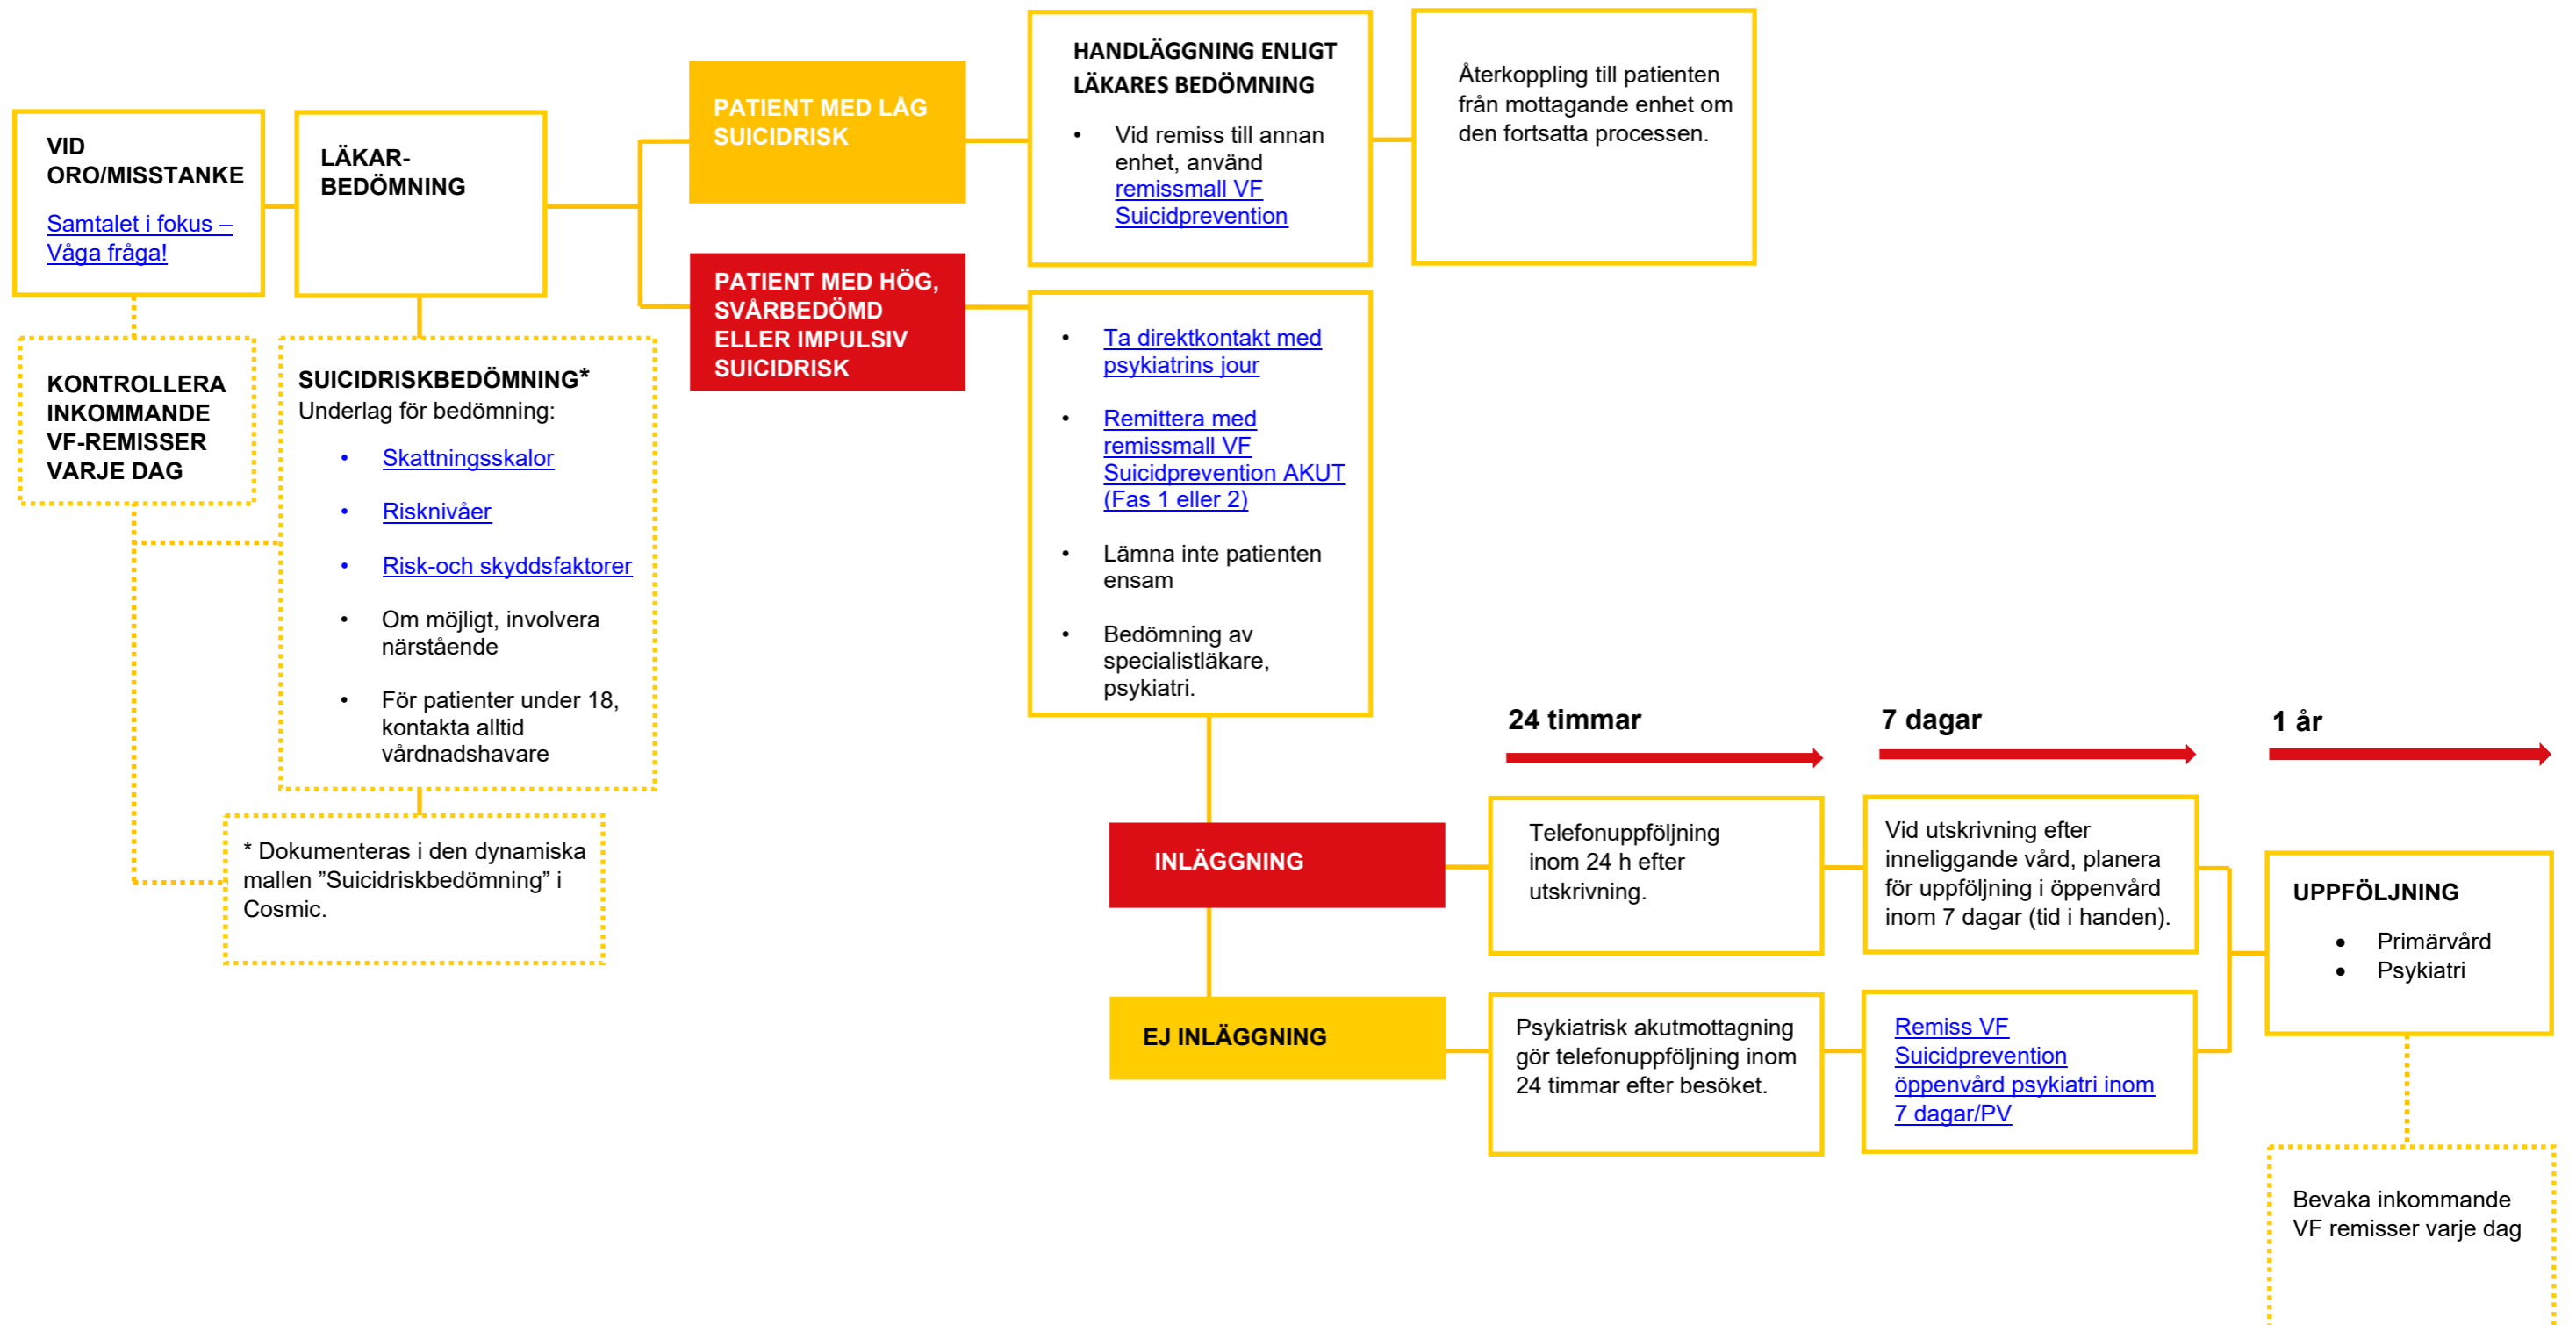 VID
ORO/MISSTANKE
Samtalet i fokus –
Våga fråga!
KONTROLLERA
INKOMMANDE
VF-REMISSER
VARJE DAG
LÄKAR-
BEDÖMNING
SUICIDRISKBEDÖMNING*
Underlag för bedömning:
• Skattningsskalor
• Risknivåer
• Risk-och skyddsfaktorer
• Om möjligt, involvera
närstående
• För patienter under 18,
kontakta alltid
vårdnadshavare
* Dokumenteras i den dynamiska
mallen ”Suicidriskbedömning” i
Cosmic.
PATIENT MED LÅG
SUICIDRISK
HANDLÄGGNING ENLIGT
LÄKARES BEDÖMNING
• Vid remiss till annan
enhet, använd
remissmall VF
Suicidprevention
Återkoppling till patienten
från mottagande enhet om
den fortsatta processen.
PATIENT MED HÖG,
SVÅRBEDÖMD
ELLER IMPULSIV
SUICIDRISK
• Ta direktkontakt med
psykiatrins jour
• Remittera med
remissmall VF
Suicidprevention AKUT
(Fas 1 eller 2)
• Lämna inte patienten
ensam
• Bedömning av
specialistläkare,
psykiatri.
24 timmar
7 dagar
1 år
INLÄGGNING
Telefonuppföljning
inom 24 h efter
utskrivning.
Vid utskrivning efter
inneliggande vård, planera
för uppföljning i öppenvård
inom 7 dagar (tid i handen).
EJ INLÄGGNING
Psykiatrisk akutmottagning
gör telefonuppföljning inom
24 timmar efter besöket.
Remiss VF
Suicidprevention
öppenvård psykiatri inom
7 dagar/PV
UPPFÖLJNING
• Primärvård
• Psykiatri
Bevaka inkommande
VF remisser varje dag